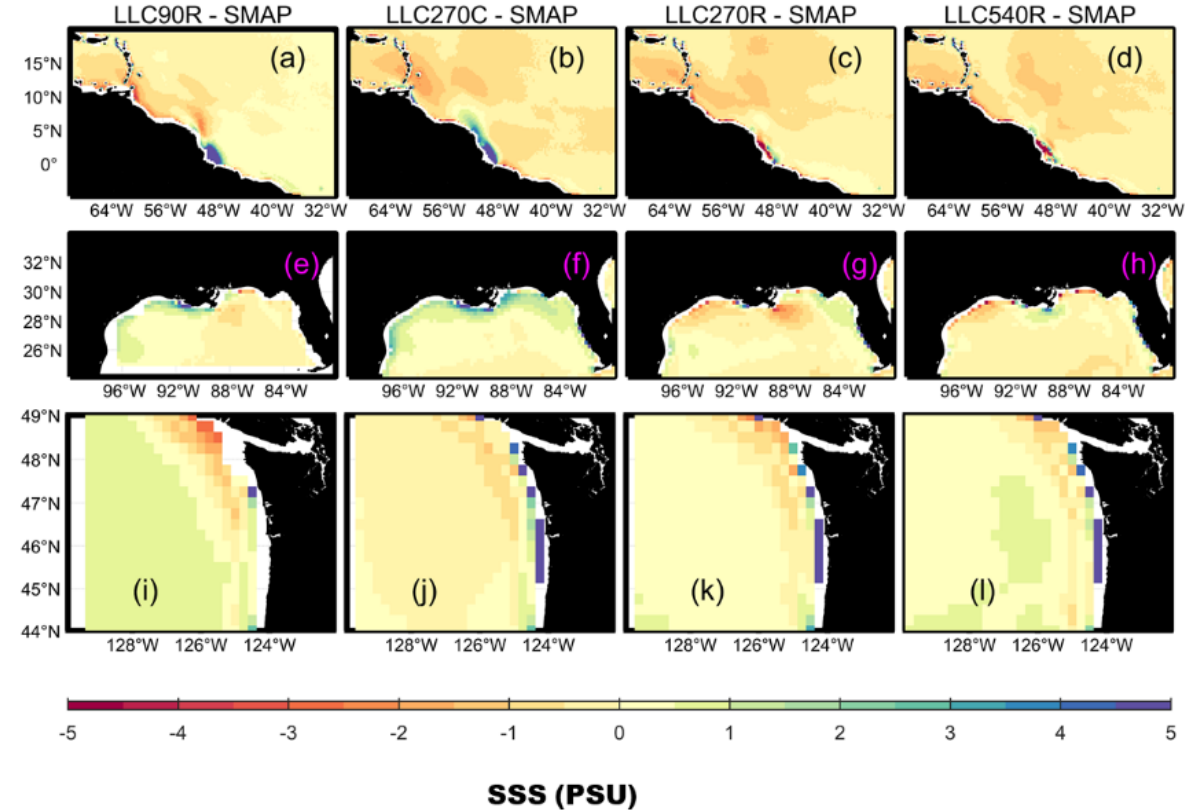 LLC90R - SMAP LLC270C - SMAP LLC270R - SMAP LLC540R - SMAP
(a) (b) (c) (d)
15°N
10°N
5°N
0°
64°W 56°W 48°W 40°W 32°W 64°W 56°W 48°W 40°W 32°W 64°W 56°W 48°W 40°W 32°W 64°W 56°W 48°W 40°W 32°W
(e) (f) (g) (h)
32°N
30°N
28°N
26°N
96°W 92°W 88°W 84°W 96°W 92°W 88°W 84°W 96°W 92°W 88°W 84°W 96°W 92°W 88°W 84°W
49°N
48°N
47°N
46°N
45°N
44°N
(i) (j) (k) (l)
128°W 126°W 124°W 128°W 126°W 124°W 128°W 126°W 124°W 128°W 126°W 124°W
-5 -4 -3 -2 -1 0 1 2 3 4 5
SSS (PSU)